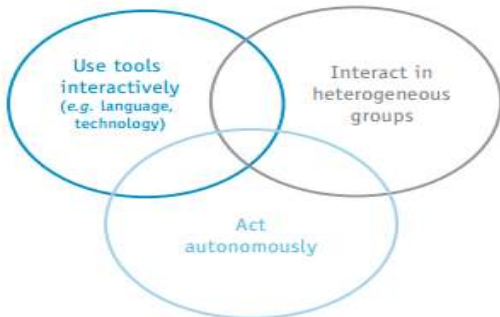 Use tools
interactively
(e.g. language,
technology)
Interact in
heterogeneous
groups
Act
autonomously